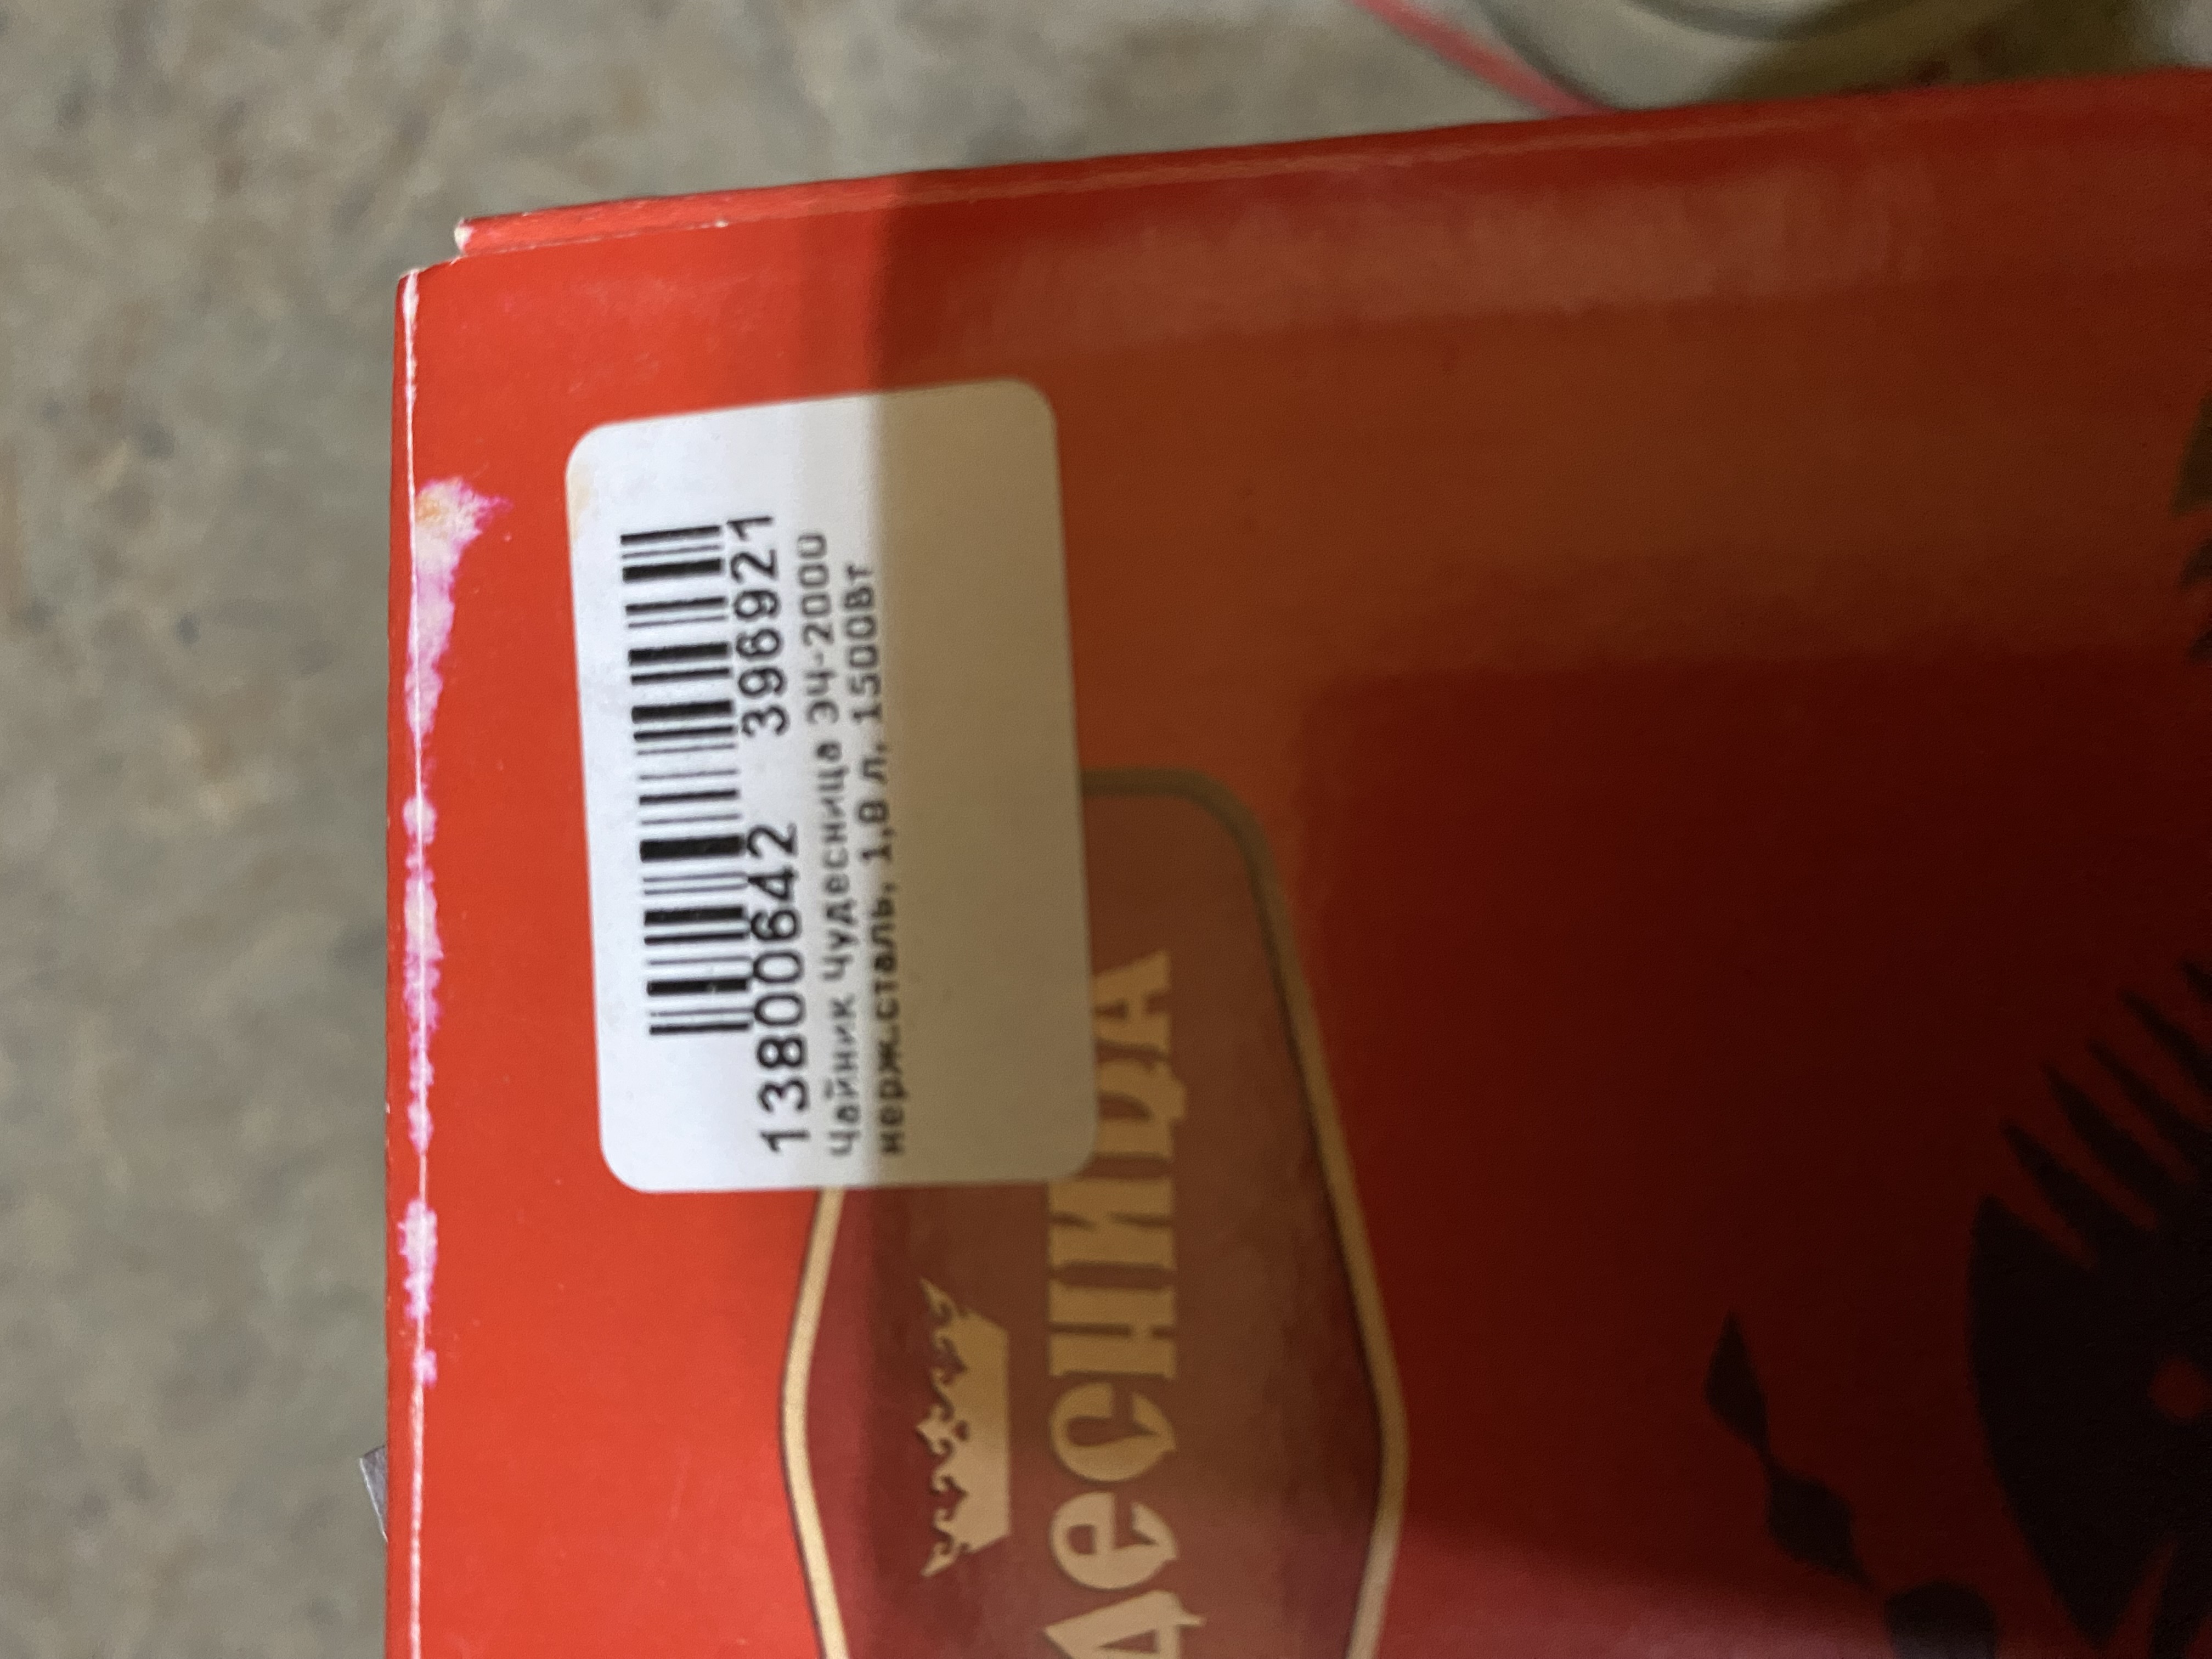 13800642 396921
Чайник Чудесница ЭЧ-2000
нерж.сталь, 1,8 л, 1500Вт
десница